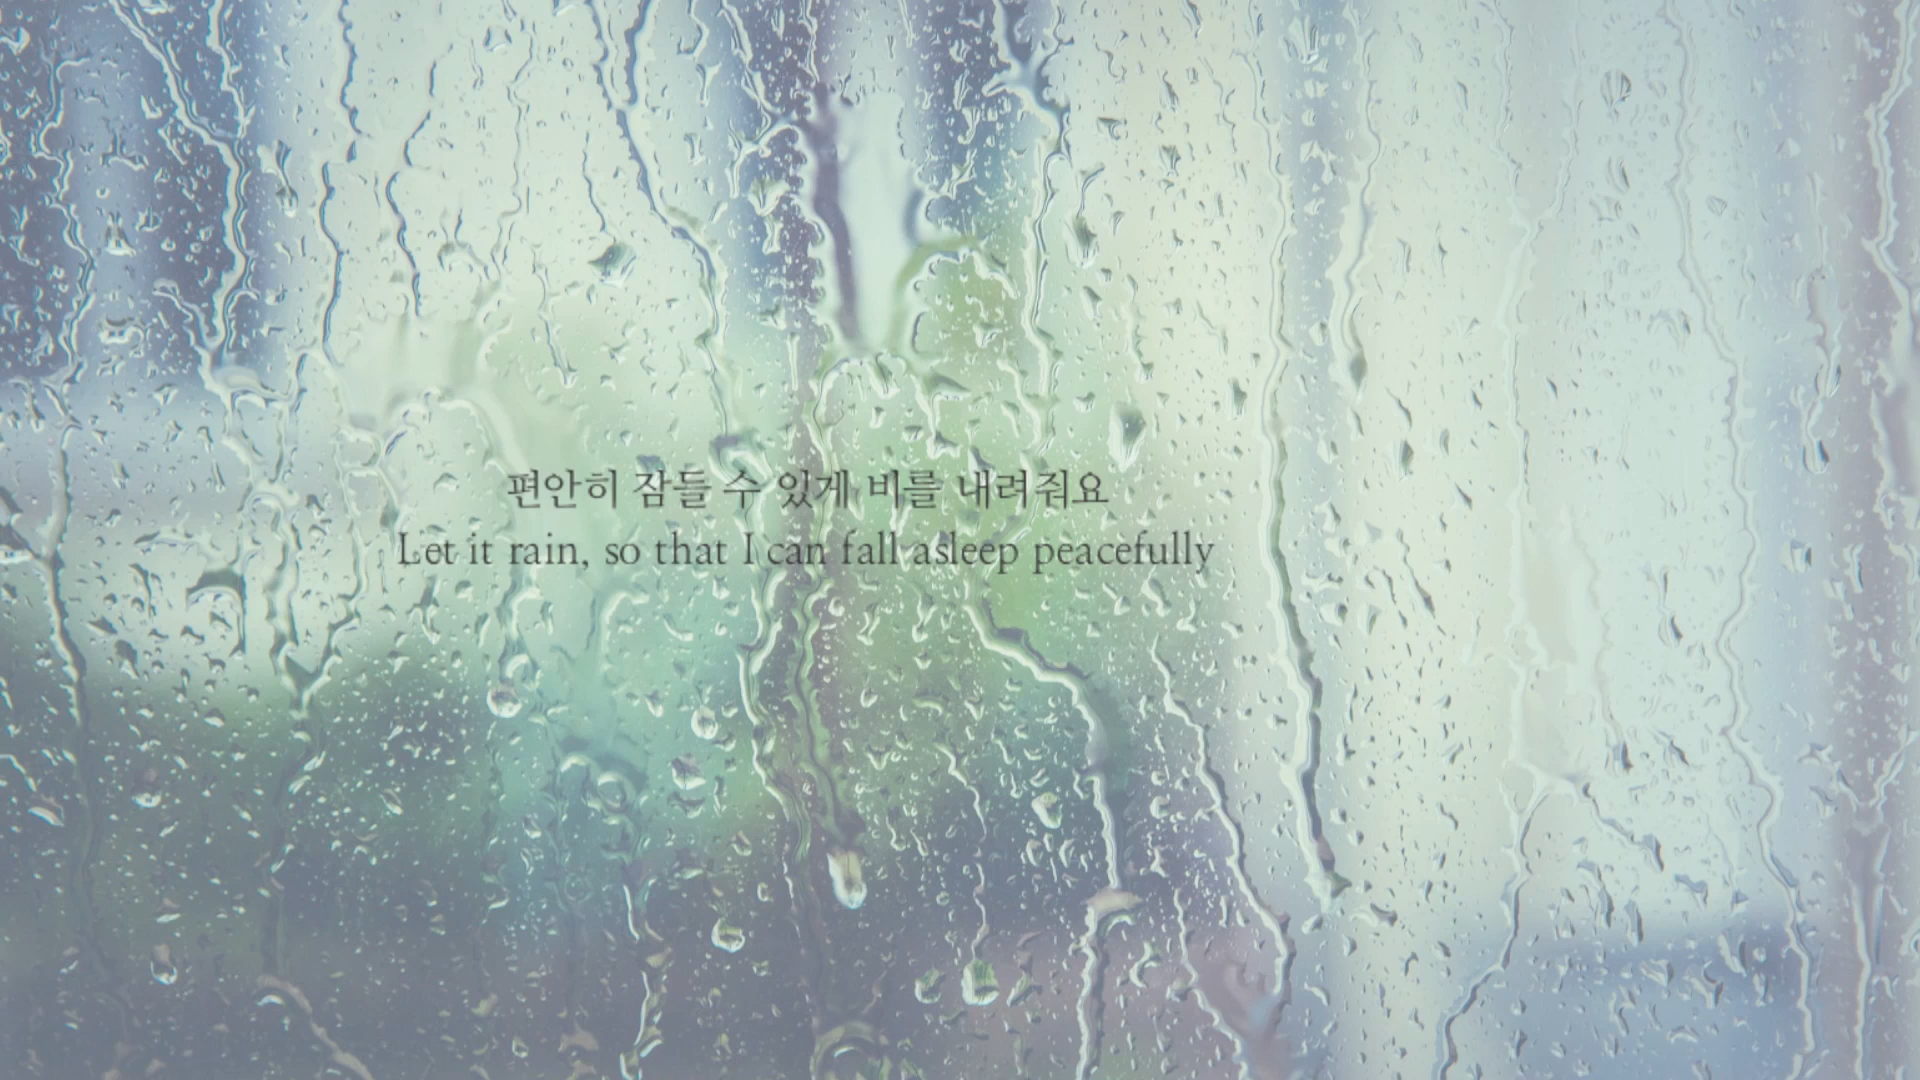 편안히 잠들 수 있게 비를 내려줘요
Let it rain, so that I can fall asleep peacefully